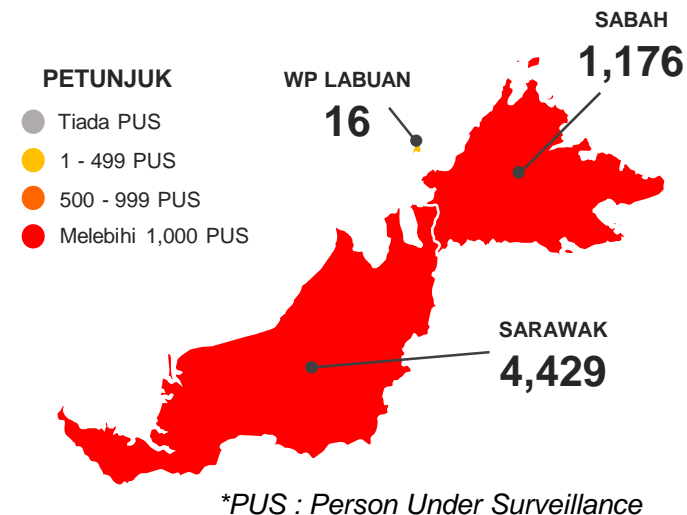 SABAH
1,176
WP LABUAN
16
PETUNJUK
Tiada PUS
1 - 499 PUS
500 - 999 PUS
Melebihi 1,000 PUS
SARAWAK
4,429
*PUS : Person Under Surveillance